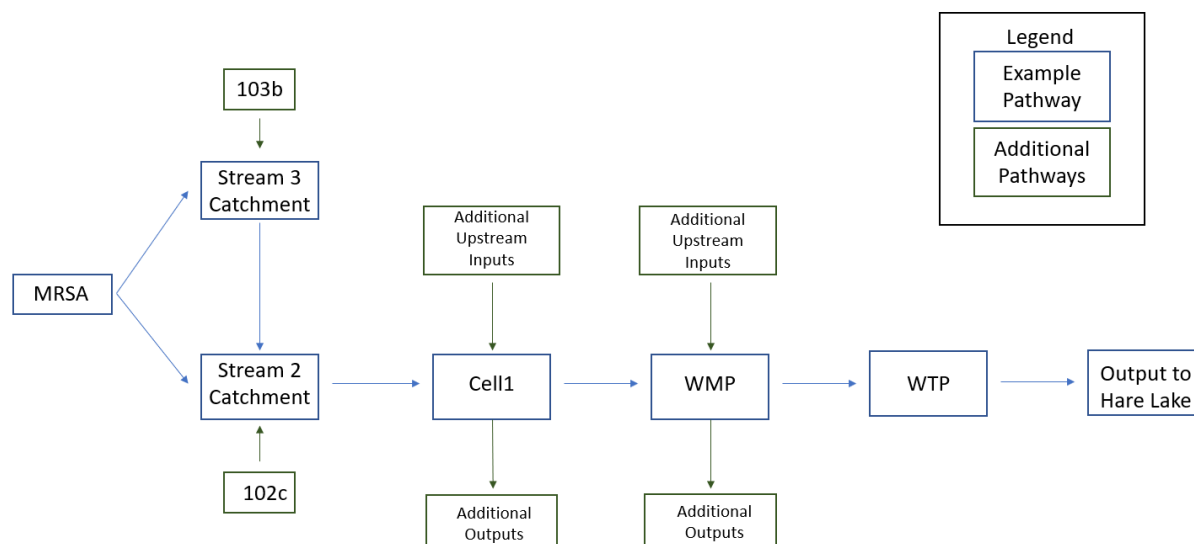 Legend
Example
Pathway
Additional
Pathways
103b
Stream 3
Catchment
Additional
Upstream
Inputs
Additional
Upstream
Inputs
MRSA
Stream 2
Catchment
Cell1
WMP
WTP
Output to
Hare Lake
102c
Additional
Outputs
Additional
Outputs